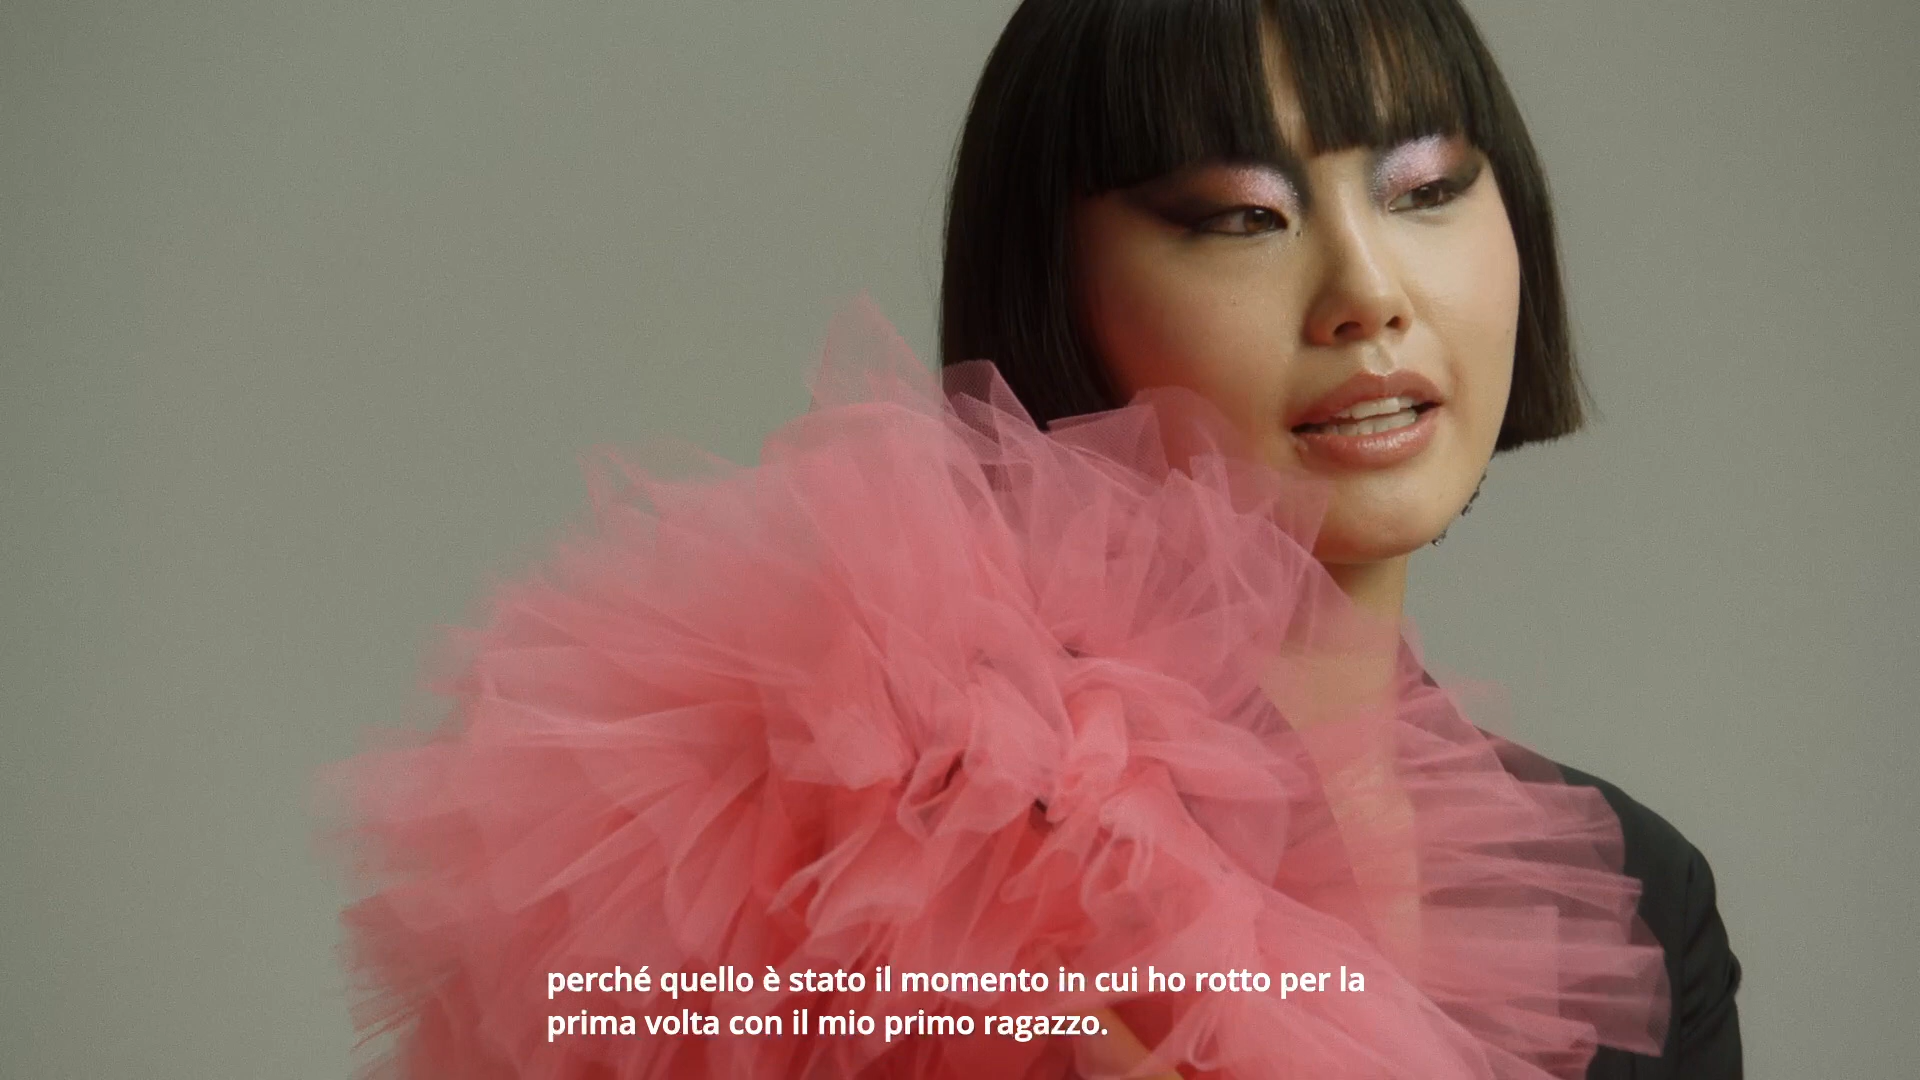 perché quello è stato il momento in cui ho rotto per la
prima volta con il mio primo ragazzo.